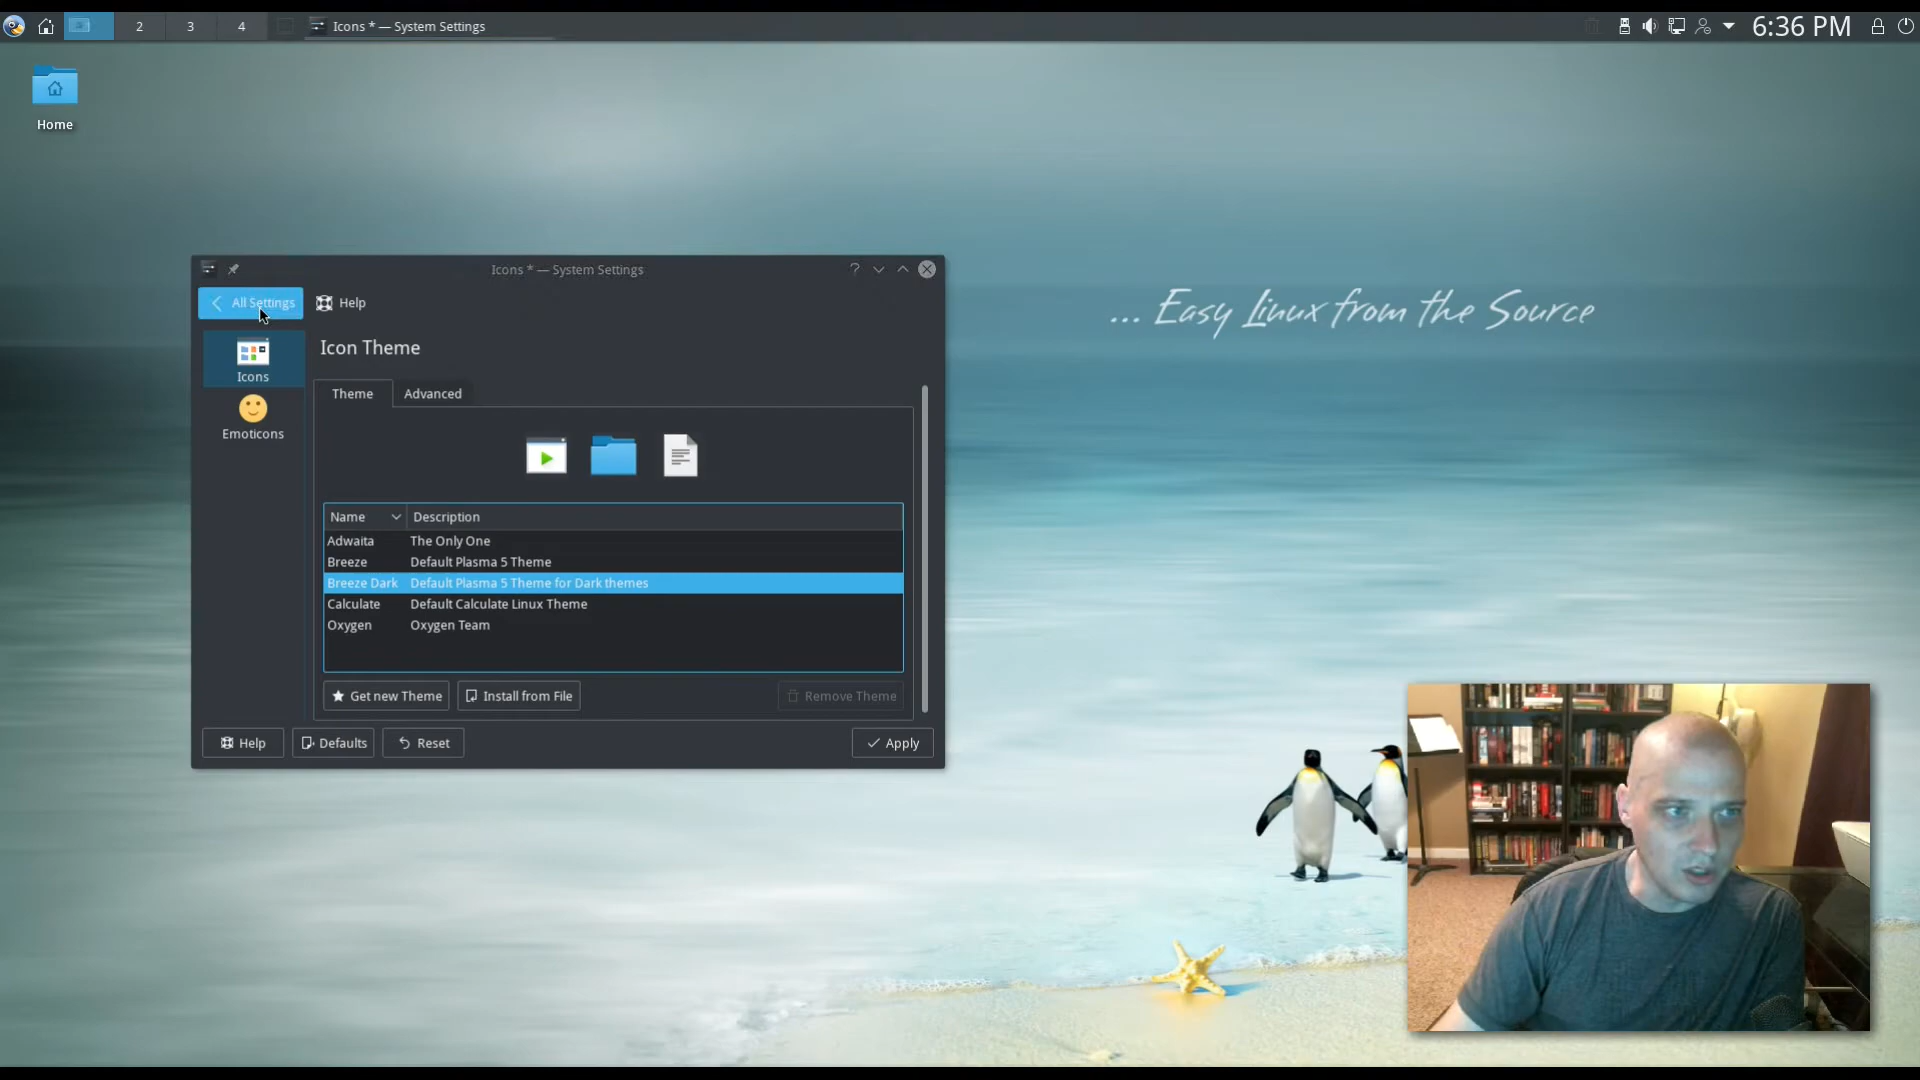 2
3
4
Icons * — System Settings
6:36 PM
Home
Icons * — System Settings
All Settings
Help
Icons
Emoticons
Icon Theme
Theme
Advanced
Name
Description
Adwaita
The Only One
Breeze
Default Plasma 5 Theme
Breeze Dark
Default Plasma 5 Theme for Dark themes
Calculate
Default Calculate Linux Theme
Oxygen
Oxygen Team
Get new Theme
Install from File
Remove Theme
Help
Defaults
Reset
Apply
... Easy Linux from the Source